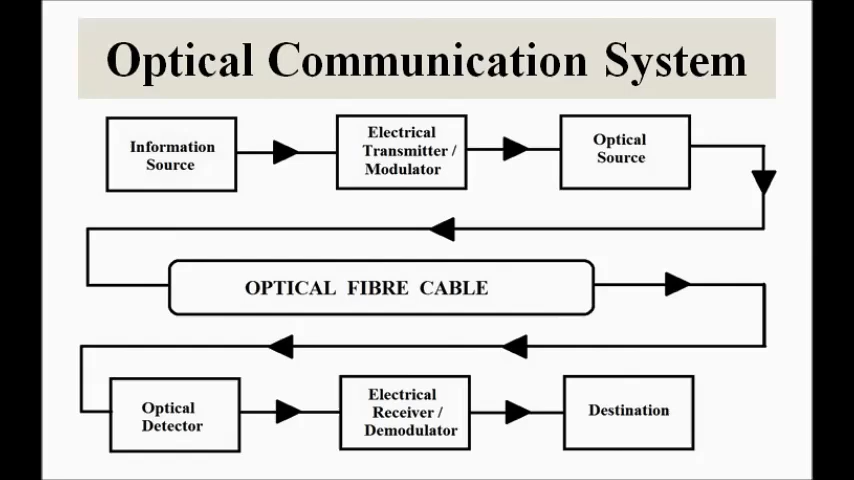 Optical Communication System
Information
Source
Electrical
Transmitter /
Modulator
Optical
Source
OPTICAL FIBRE CABLE
Optical
Detector
Electrical
Receiver /
Demodulator
Destination